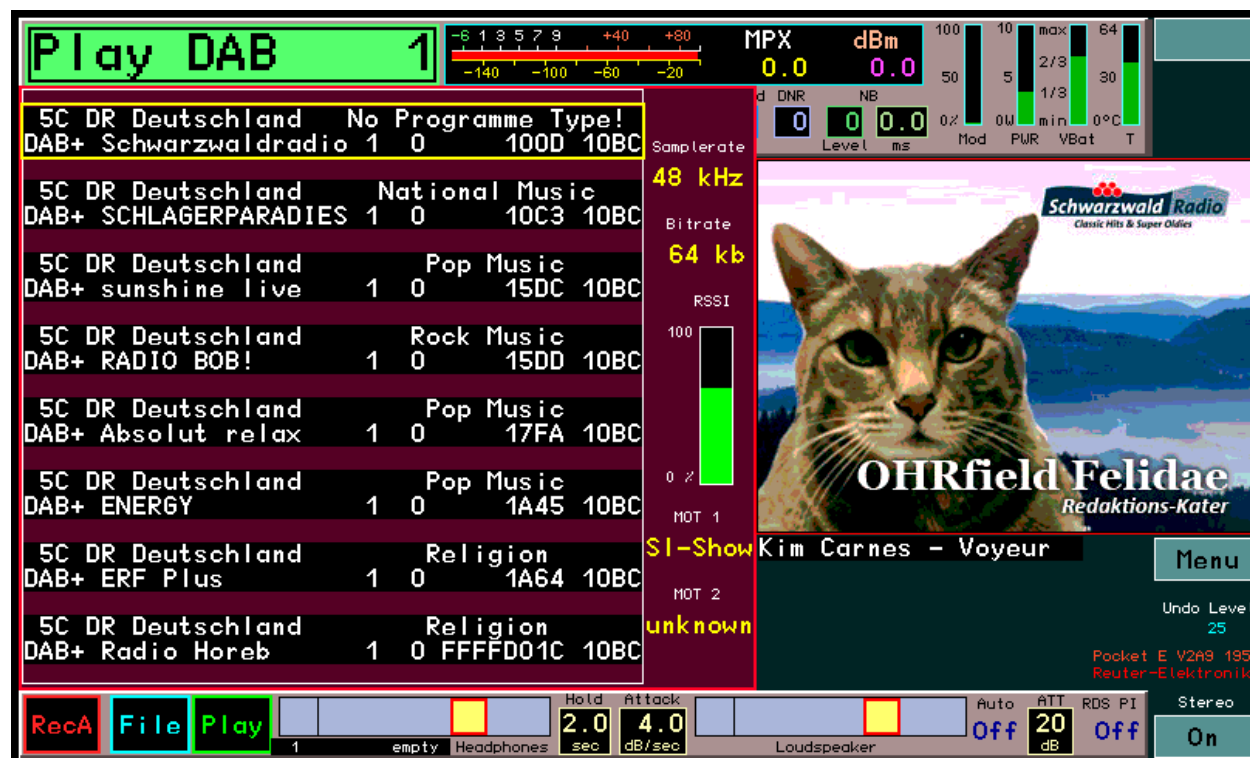 Play DAB 1
-6 1 3 5 7 9 +40 +80
-140 -100 -60 -20
MPX dBm
0.0 0.0
100 10 max 64
2/3
50 5 30
1/3
0% 0W min 0°C
Mod PWR VBat T
d DNR NB
0 0 0.0
Level ms
5C DR Deutschland No Programme Type!
DAB+ Schwarzwaldradio 1 0 100D 10BC
5C DR Deutschland National Music
DAB+ SCHLAGERPARADIES 1 0 10C3 10BC
5C DR Deutschland Pop Music
DAB+ sunshine live 1 0 15DC 10BC
5C DR Deutschland Rock Music
DAB+ RADIO BOB! 1 0 15DD 10BC
5C DR Deutschland Pop Music
DAB+ Absolut relax 1 0 17FA 10BC
5C DR Deutschland Pop Music
DAB+ ENERGY 1 0 1A45 10BC
5C DR Deutschland Religion
DAB+ ERF Plus 1 0 1A64 10BC
5C DR Deutschland Religion
DAB+ Radio Horeb 1 0 FFFFD01C 10BC
Samplerate
48 kHz
Bitrate
64 kb
RSSI
100
0 %
MOT 1
SI-Show
MOT 2
unknown
Schwarzwald Radio
Classic Hits & Super Oldies
OHRfield Felidae
Redaktions-Kater
Kim Carnes - Voyeur
Menu
Undo Leve
25
Pocket E V2A9 195
Reuter-Elektronik
RecA File Play
1 empty Headphones
Hold Attack
2.0 4.0
sec dB/sec
Loudspeaker
Auto ATT RDS PI
Off 20 Off
dB
Stereo
On